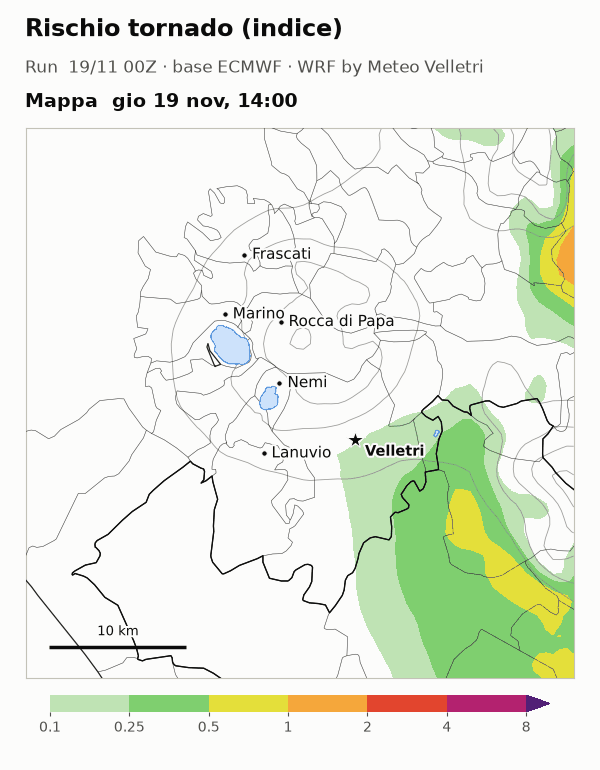 Rischio tornado (indice)
Run  19/11 00Z · base ECMWF · WRF by Meteo Velletri
Mappa  gio 19 nov, 14:00
Frascati
Marino
Rocca di Papa
Nemi
Velletri
Lanuvio
10 km
0.1 0.25 0.5 1 2 4 8